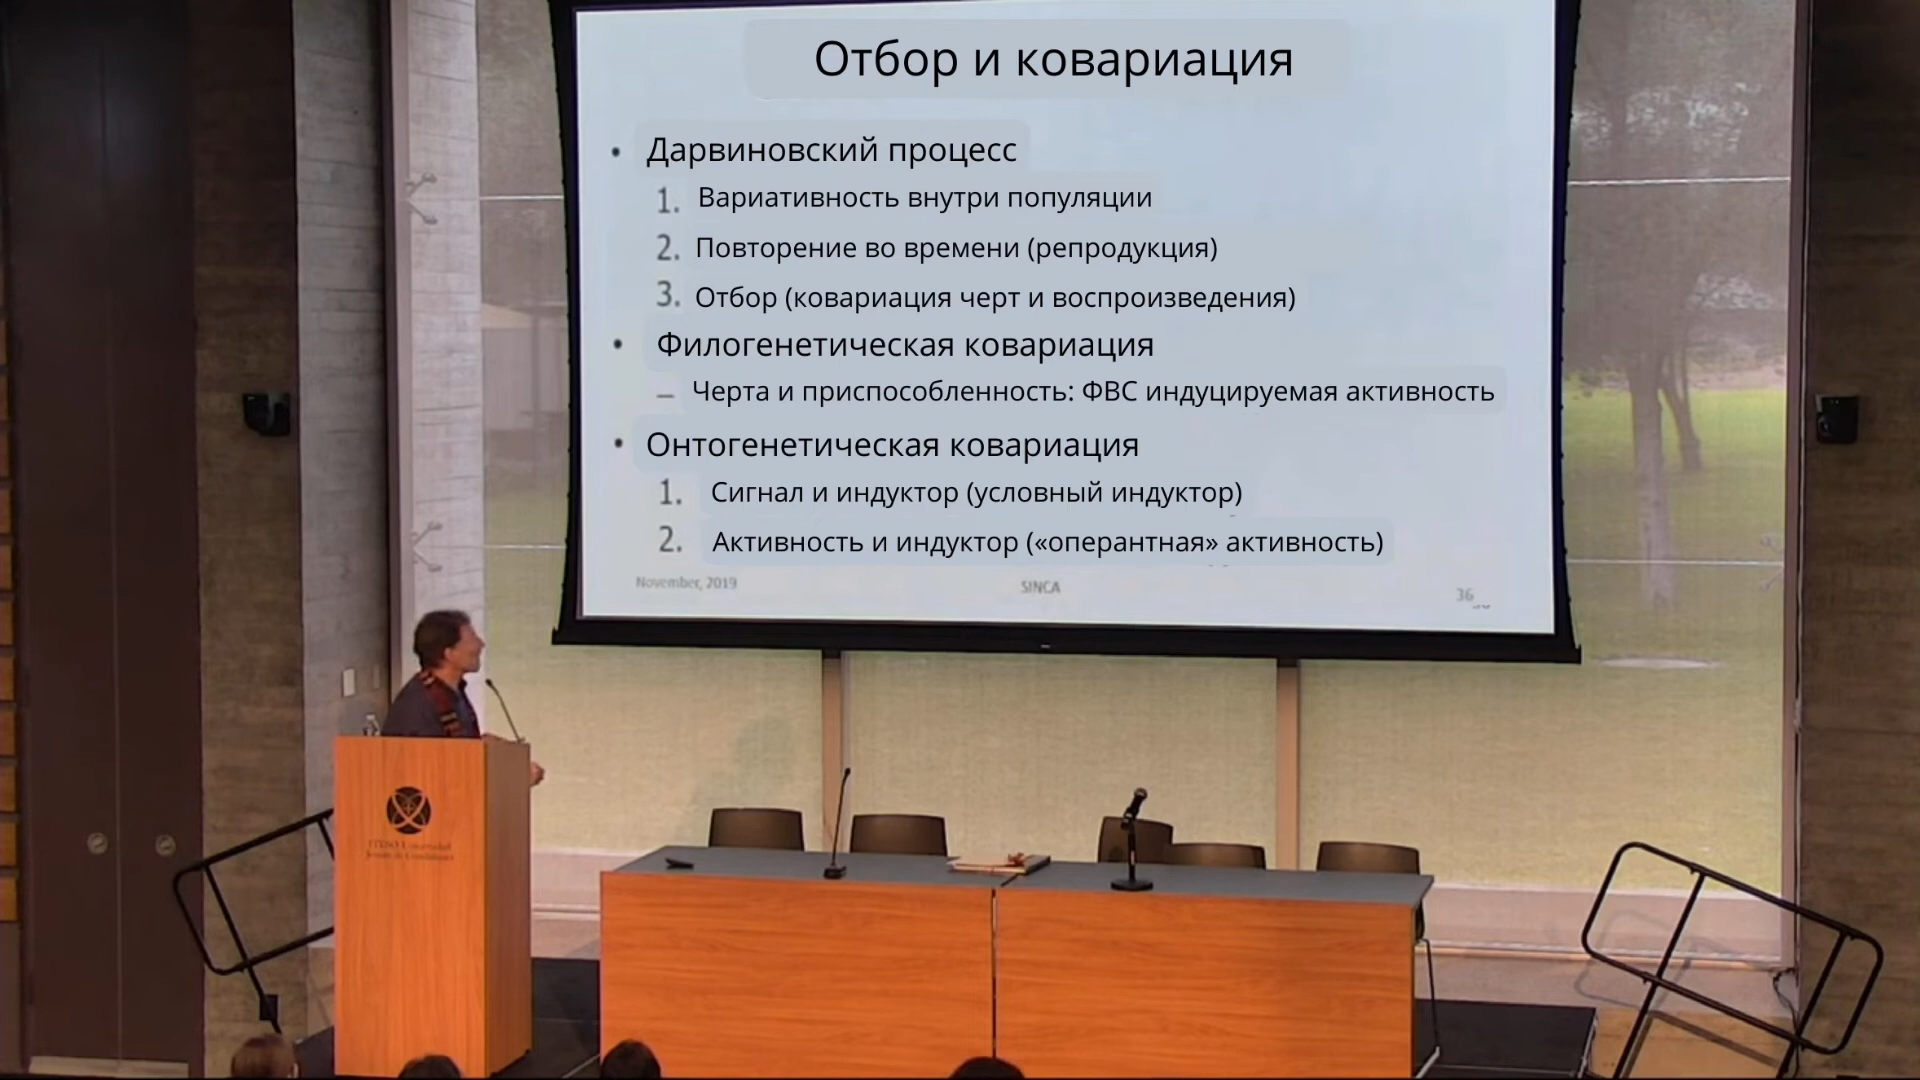 Отбор и ковариация
• Дарвиновский процесс
1. Вариативность внутри популяции
2. Повторение во времени (репродукция)
3. Отбор (ковариация черт и воспроизведения)
• Филогенетическая ковариация
– Черта и приспособленность: ФВС индуцируемая активность
• Онтогенетическая ковариация
1. Сигнал и индуктор (условный индуктор)
2. Активность и индуктор («оперантная» активность)
November, 2019 SINCA 36